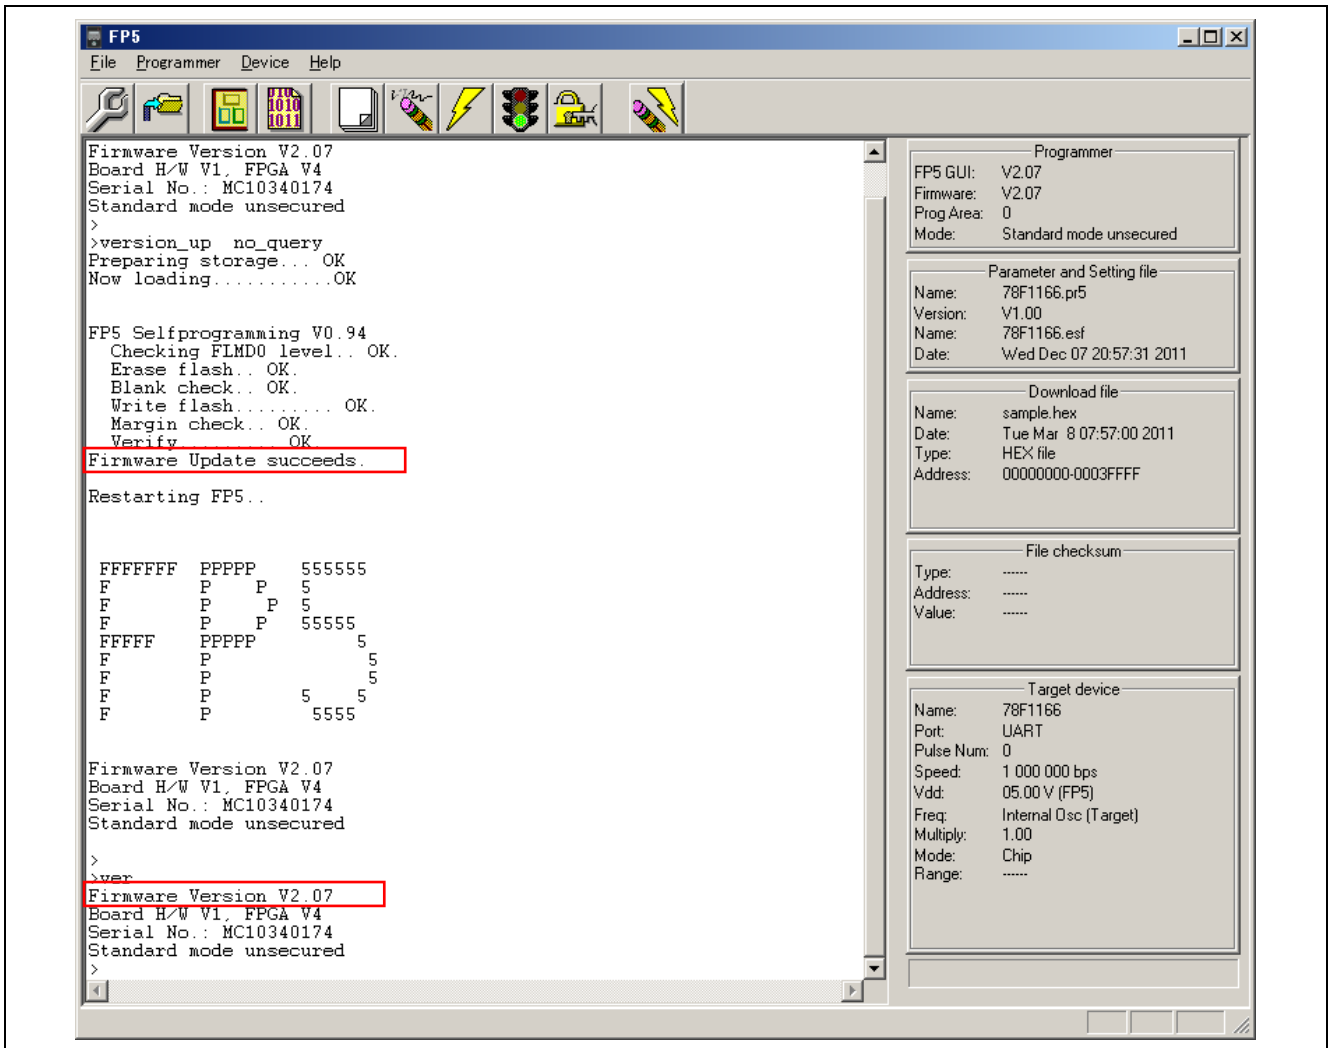 FP5
File Programmer Device Help
010
1010
1011
Firmware Version V2.07
Board H/W V1, FPGA V4
Serial No.: MC10340174
Standard mode unsecured
>
>version_up  no_query
Preparing storage... OK
Now loading...........OK
FP5 Selfprogramming V0.94
  Checking FLMD0 level.. OK.
  Erase flash.. OK.
  Blank check.. OK.
  Write flash......... OK.
  Margin check.. OK.
  Verify......... OK.
Firmware Update succeeds.
Restarting FP5..
 FFFFFFF  PPPPP    555555
 F        P    P   5
 F        P     P  5
 F        P    P   55555
 FFFFF    PPPPP         5
 F        P              5
 F        P              5
 F        P        5    5
 F        P         5555
Firmware Version V2.07
Board H/W V1, FPGA V4
Serial No.: MC10340174
Standard mode unsecured
>
>ver
Firmware Version V2.07
Board H/W V1, FPGA V4
Serial No.: MC10340174
Standard mode unsecured
>
Programmer
FP5 GUI: V2.07
Firmware: V2.07
Prog Area: 0
Mode: Standard mode unsecured
Parameter and Setting file
Name: 78F1166.pr5
Version: V1.00
Name: 78F1166.esf
Date: Wed Dec 07 20:57:31 2011
Download file
Name: sample.hex
Date: Tue Mar  8 07:57:00 2011
Type: HEX file
Address: 00000000-0003FFFF
File checksum
Type: ------
Address: ------
Value: ------
Target device
Name: 78F1166
Port: UART
Pulse Num: 0
Speed: 1 000 000 bps
Vdd: 05.00 V (FP5)
Freq: Internal Osc (Target)
Multiply: 1.00
Mode: Chip
Range: ------